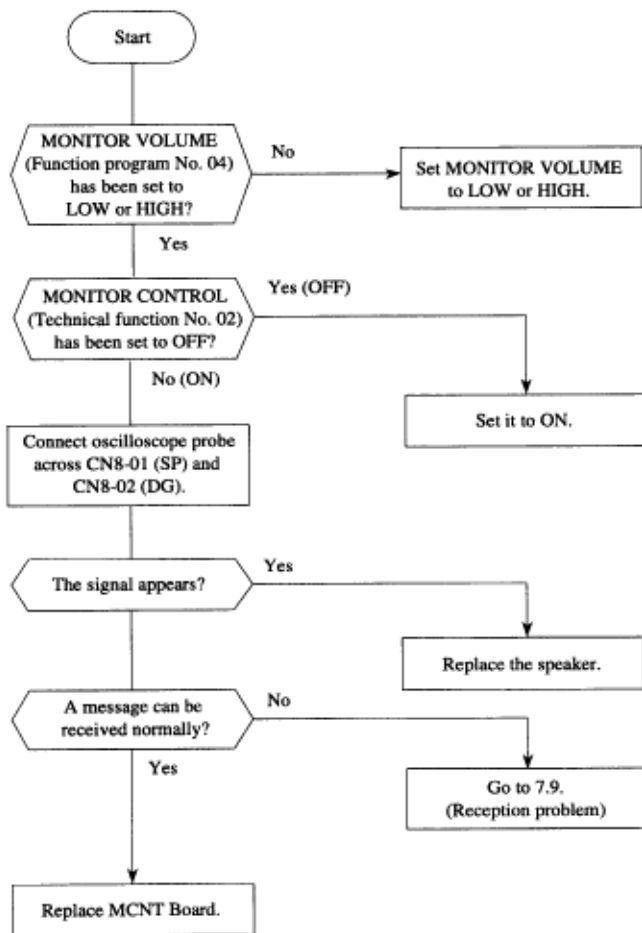 Start
MONITOR VOLUME
(Function program No. 04)
has been set to
LOW or HIGH?
No
Set MONITOR VOLUME
to LOW or HIGH.
Yes
MONITOR CONTROL
(Technical function No. 02)
has been set to OFF?
Yes (OFF)
No (ON)
Set it to ON.
Connect oscilloscope probe
across CN8-01 (SP) and
CN8-02 (DG).
The signal appears?
Yes
Replace the speaker.
A message can be
received normally?
No
Yes
Go to 7.9.
(Reception problem)
Replace MCNT Board.